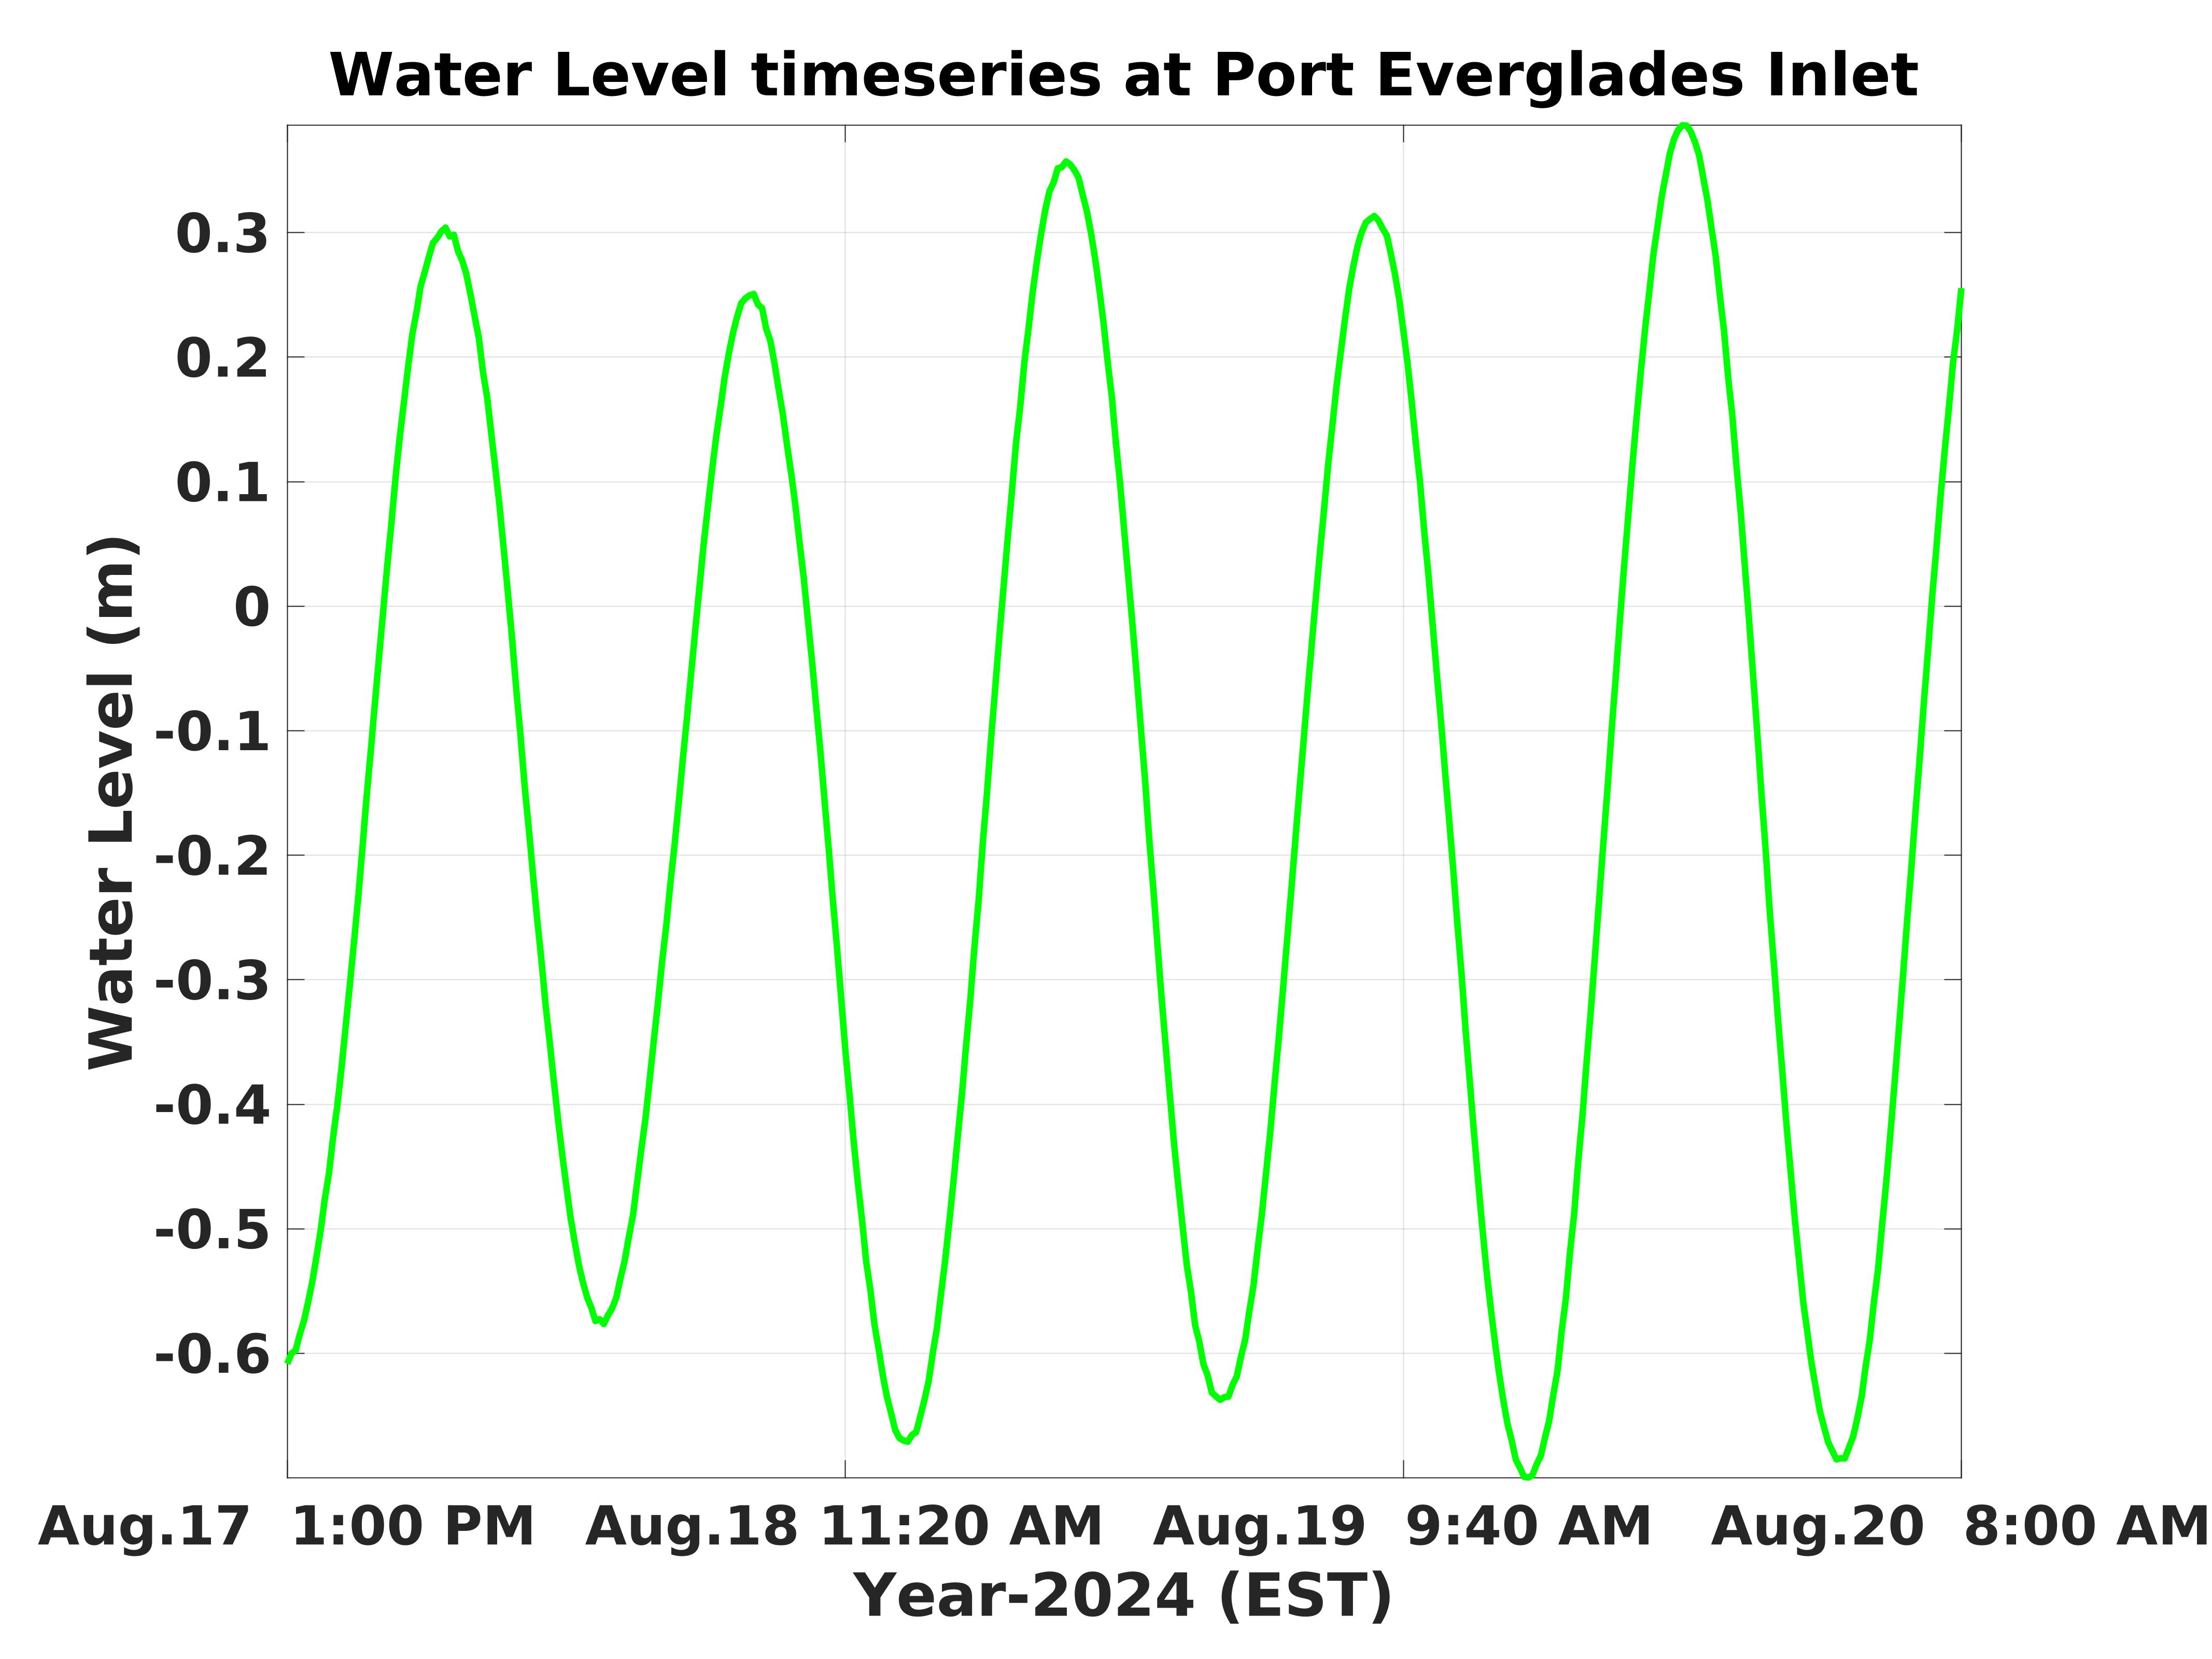 Water Level timeseries at Port Everglades Inlet
Water Level (m)
0.3
0.2
0.1
0
-0.1
-0.2
-0.3
-0.4
-0.5
-0.6
Aug.17 1:00 PM Aug.18 11:20 AM Aug.19 9:40 AM Aug.20 8:00 AM
Year-2024 (EST)